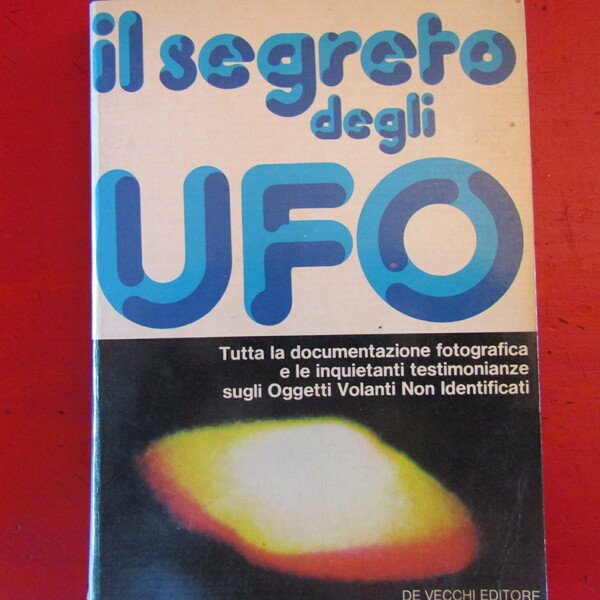 il segreto
degli
UFO
Tutta la documentazione fotografica
e le inquietanti testimonianze
sugli Oggetti Volanti Non Identificati
DE VECCHI EDITORE